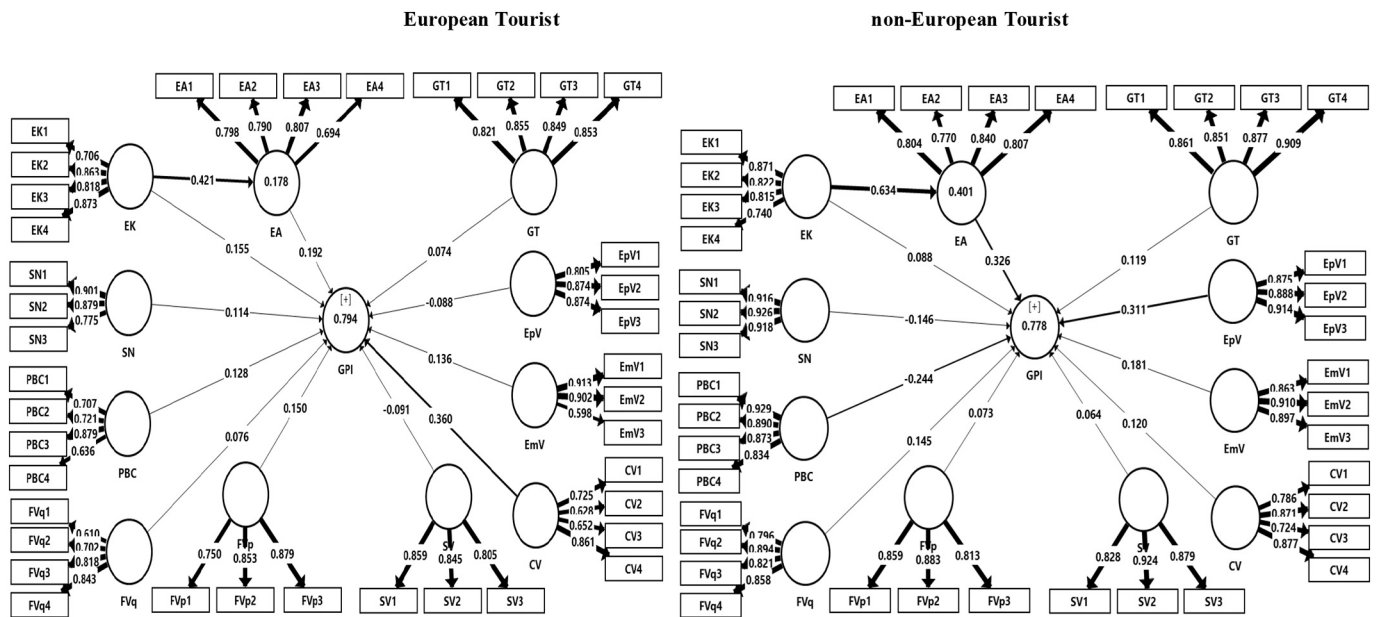 European Tourist
EA1 EA2 EA3 EA4
GT1 GT2 GT3 GT4
0.798 0.790 0.807 0.694
0.821 0.855 0.849 0.853
EK1
EK2
EK3
EK4
0.706
0.863
0.818
0.873
EK
0.421
0.178
EA
GT
0.155
0.192
0.074
SN1
SN2
SN3
0.901
0.879
0.775
SN
0.114
[+]
0.794
GPI
-0.088
EpV
0.805
0.874
0.874
EpV1
EpV2
EpV3
PBC1
PBC2
PBC3
PBC4
0.707
0.721
0.879
0.636
PBC
0.128
0.136
EmV
0.913
0.902
0.598
EmV1
EmV2
EmV3
0.076
0.150
-0.091
0.360
FVq1
FVq2
FVq3
FVq4
0.610
0.702
0.818
0.843
FVq
FVp
0.750 0.853 0.879
FVp1 FVp2 FVp3
SV
0.859 0.845 0.805
SV1 SV2 SV3
CV
0.725
0.628
0.652
0.861
CV1
CV2
CV3
CV4
non-European Tourist
EA1 EA2 EA3 EA4
GT1 GT2 GT3 GT4
0.804 0.770 0.840 0.807
0.861 0.851 0.877 0.909
EK1
EK2
EK3
EK4
0.871
0.822
0.815
0.740
EK
0.634
0.401
EA
GT
0.088
0.326
0.119
SN1
SN2
SN3
0.916
0.926
0.918
SN
-0.146
[+]
0.778
GPI
0.311
EpV
0.875
0.888
0.914
EpV1
EpV2
EpV3
PBC1
PBC2
PBC3
PBC4
0.929
0.890
0.873
0.834
PBC
-0.244
0.181
EmV
0.863
0.910
0.897
EmV1
EmV2
EmV3
0.145
0.073
0.064
0.120
FVq1
FVq2
FVq3
FVq4
0.796
0.894
0.821
0.858
FVq
FVp
0.859 0.883 0.813
FVp1 FVp2 FVp3
SV
0.828 0.924 0.879
SV1 SV2 SV3
CV
0.786
0.871
0.724
0.877
CV1
CV2
CV3
CV4